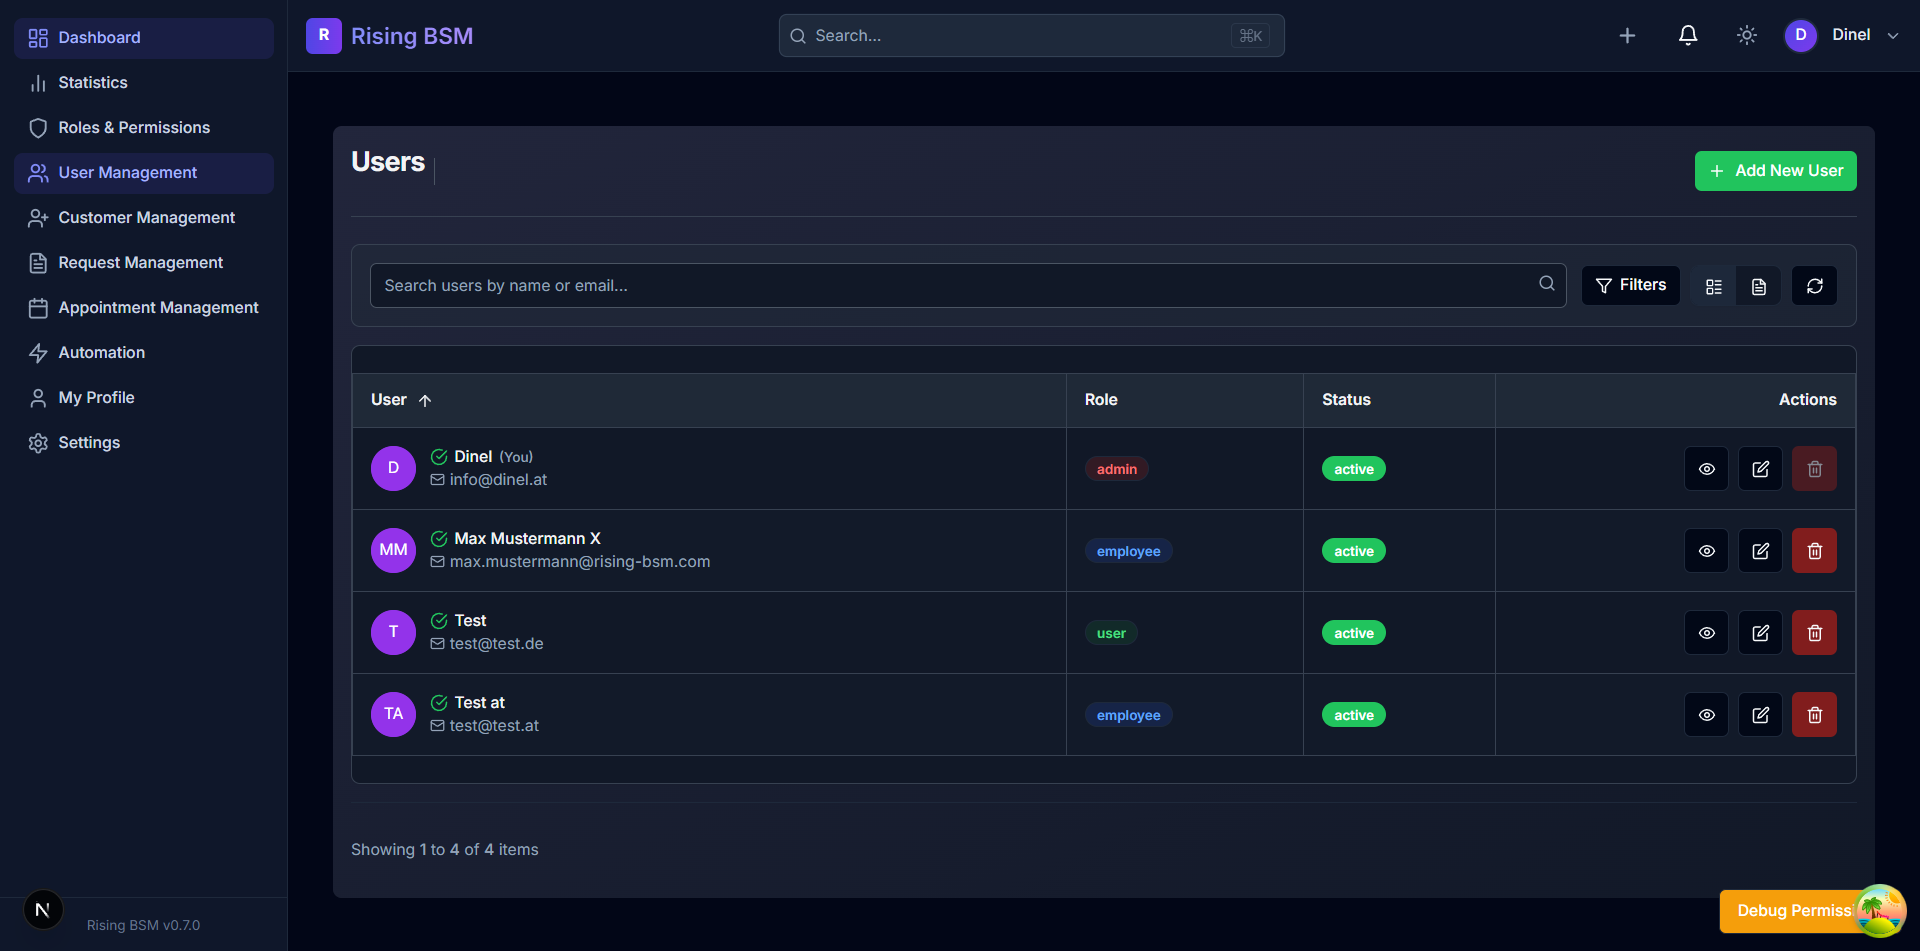 Dashboard
Statistics
Roles & Permissions
User Management
Customer Management
Request Management
Appointment Management
Automation
My Profile
Settings
N
Rising BSM v0.7.0
R Rising BSM
Search... ⌘K
D Dinel
Users
Add New User
Search users by name or email...
Filters
User Role Status Actions
D Dinel (You)
info@dinel.at
admin active
MM Max Mustermann X
max.mustermann@rising-bsm.com
employee active
T Test
test@test.de
user active
TA Test at
test@test.at
employee active
Showing 1 to 4 of 4 items
Debug Permiss